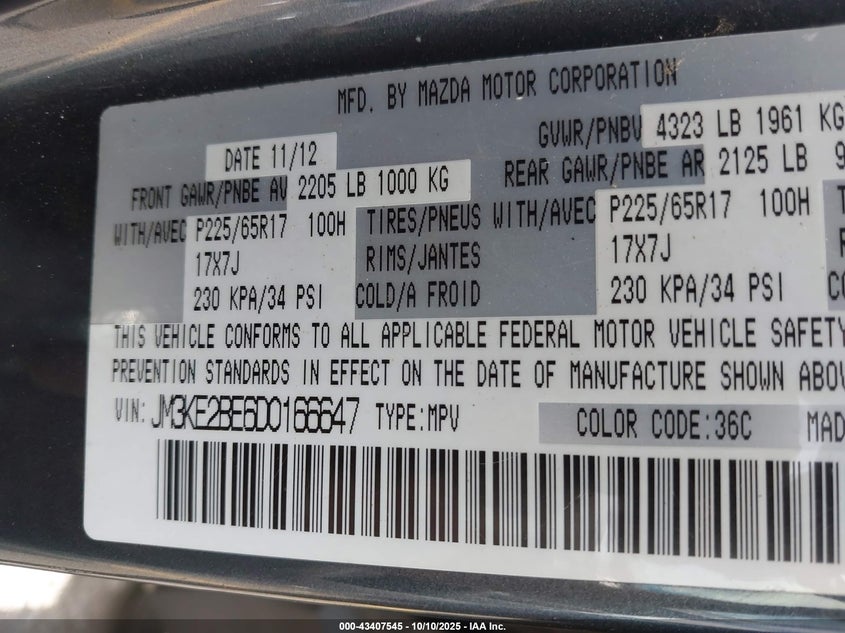 MFD. BY MAZDA MOTOR CORPORATION
DATE 11/12 GVWR/PNBV 4323 LB 1961 KG
FRONT GAWR/PNBE AV 2205 LB 1000 KG REAR GAWR/PNBE AR 2125 LB 9
WITH/AVEC P225/65R17 100H TIRES/PNEUS WITH/AVEC P225/65R17 100H
17X7J RIMS/JANTES 17X7J
230 KPA/34 PSI COLD/A FROID 230 KPA/34 PSI
THIS VEHICLE CONFORMS TO ALL APPLICABLE FEDERAL MOTOR VEHICLE SAFETY
PREVENTION STANDARDS IN EFFECT ON THE DATE OF MANUFACTURE SHOWN ABOV
VIN: JM3KE2BE6D0166647 TYPE:MPV COLOR CODE:36C MAD
000-43407545 - 10/10/2025 - IAA Inc.